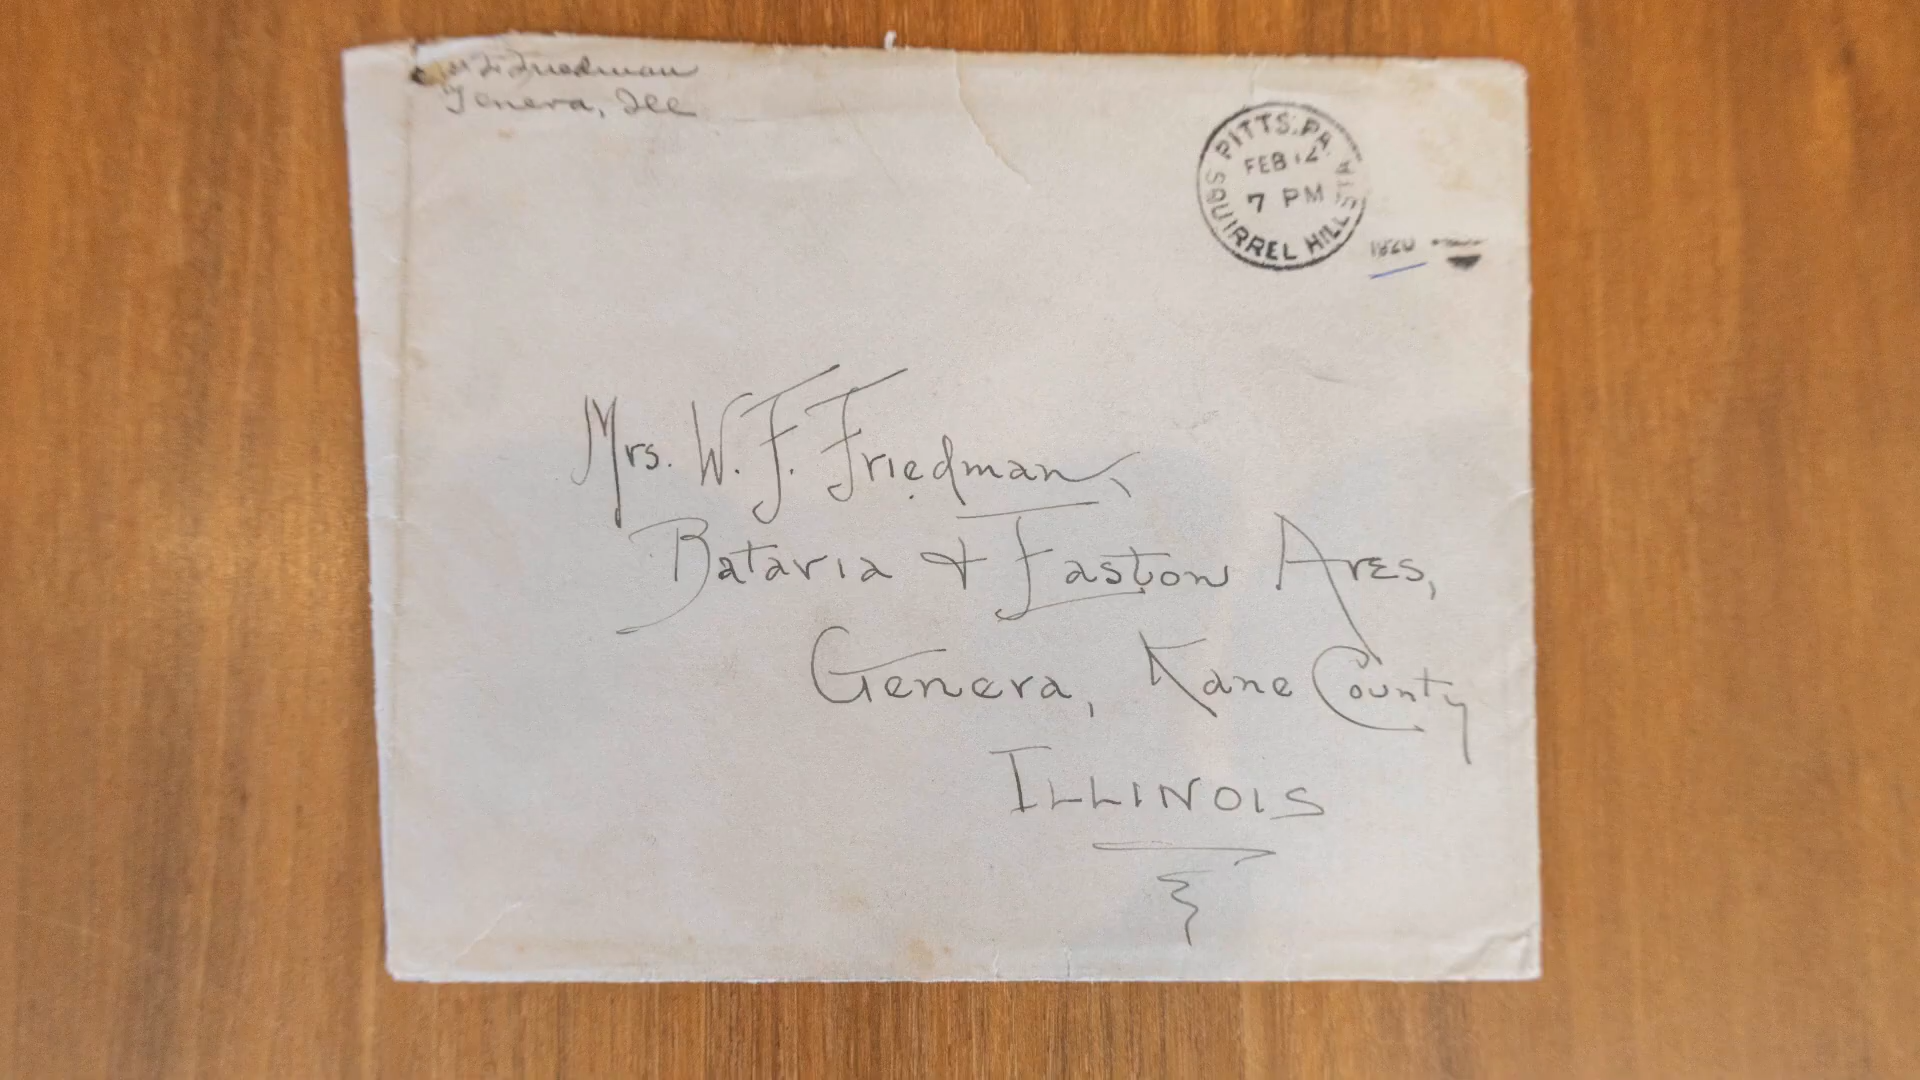 W F Friedman
Geneva, Ill
PITTS. PA.
FEB 12
7 PM
SQUIRREL HILL STA
1920
Mrs. W. F. Friedman
Batavia & Easton Aves,
Geneva, Kane County
ILLINOIS